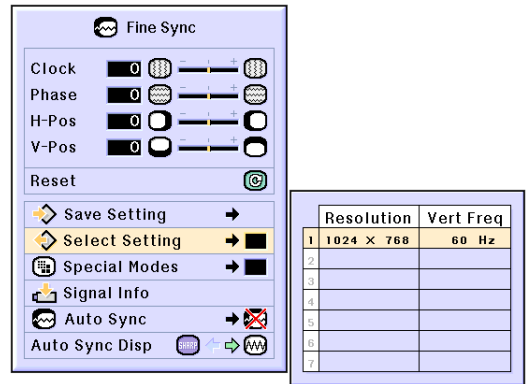 Fine Sync
Clock 0 - +
Phase 0 - +
H-Pos 0 - +
V-Pos 0 - +
Reset
Save Setting
Select Setting
Special Modes
Signal Info
Auto Sync
Auto Sync Disp SHARP
Resolution Vert Freq
1 1024 × 768 60 Hz
2
3
4
5
6
7